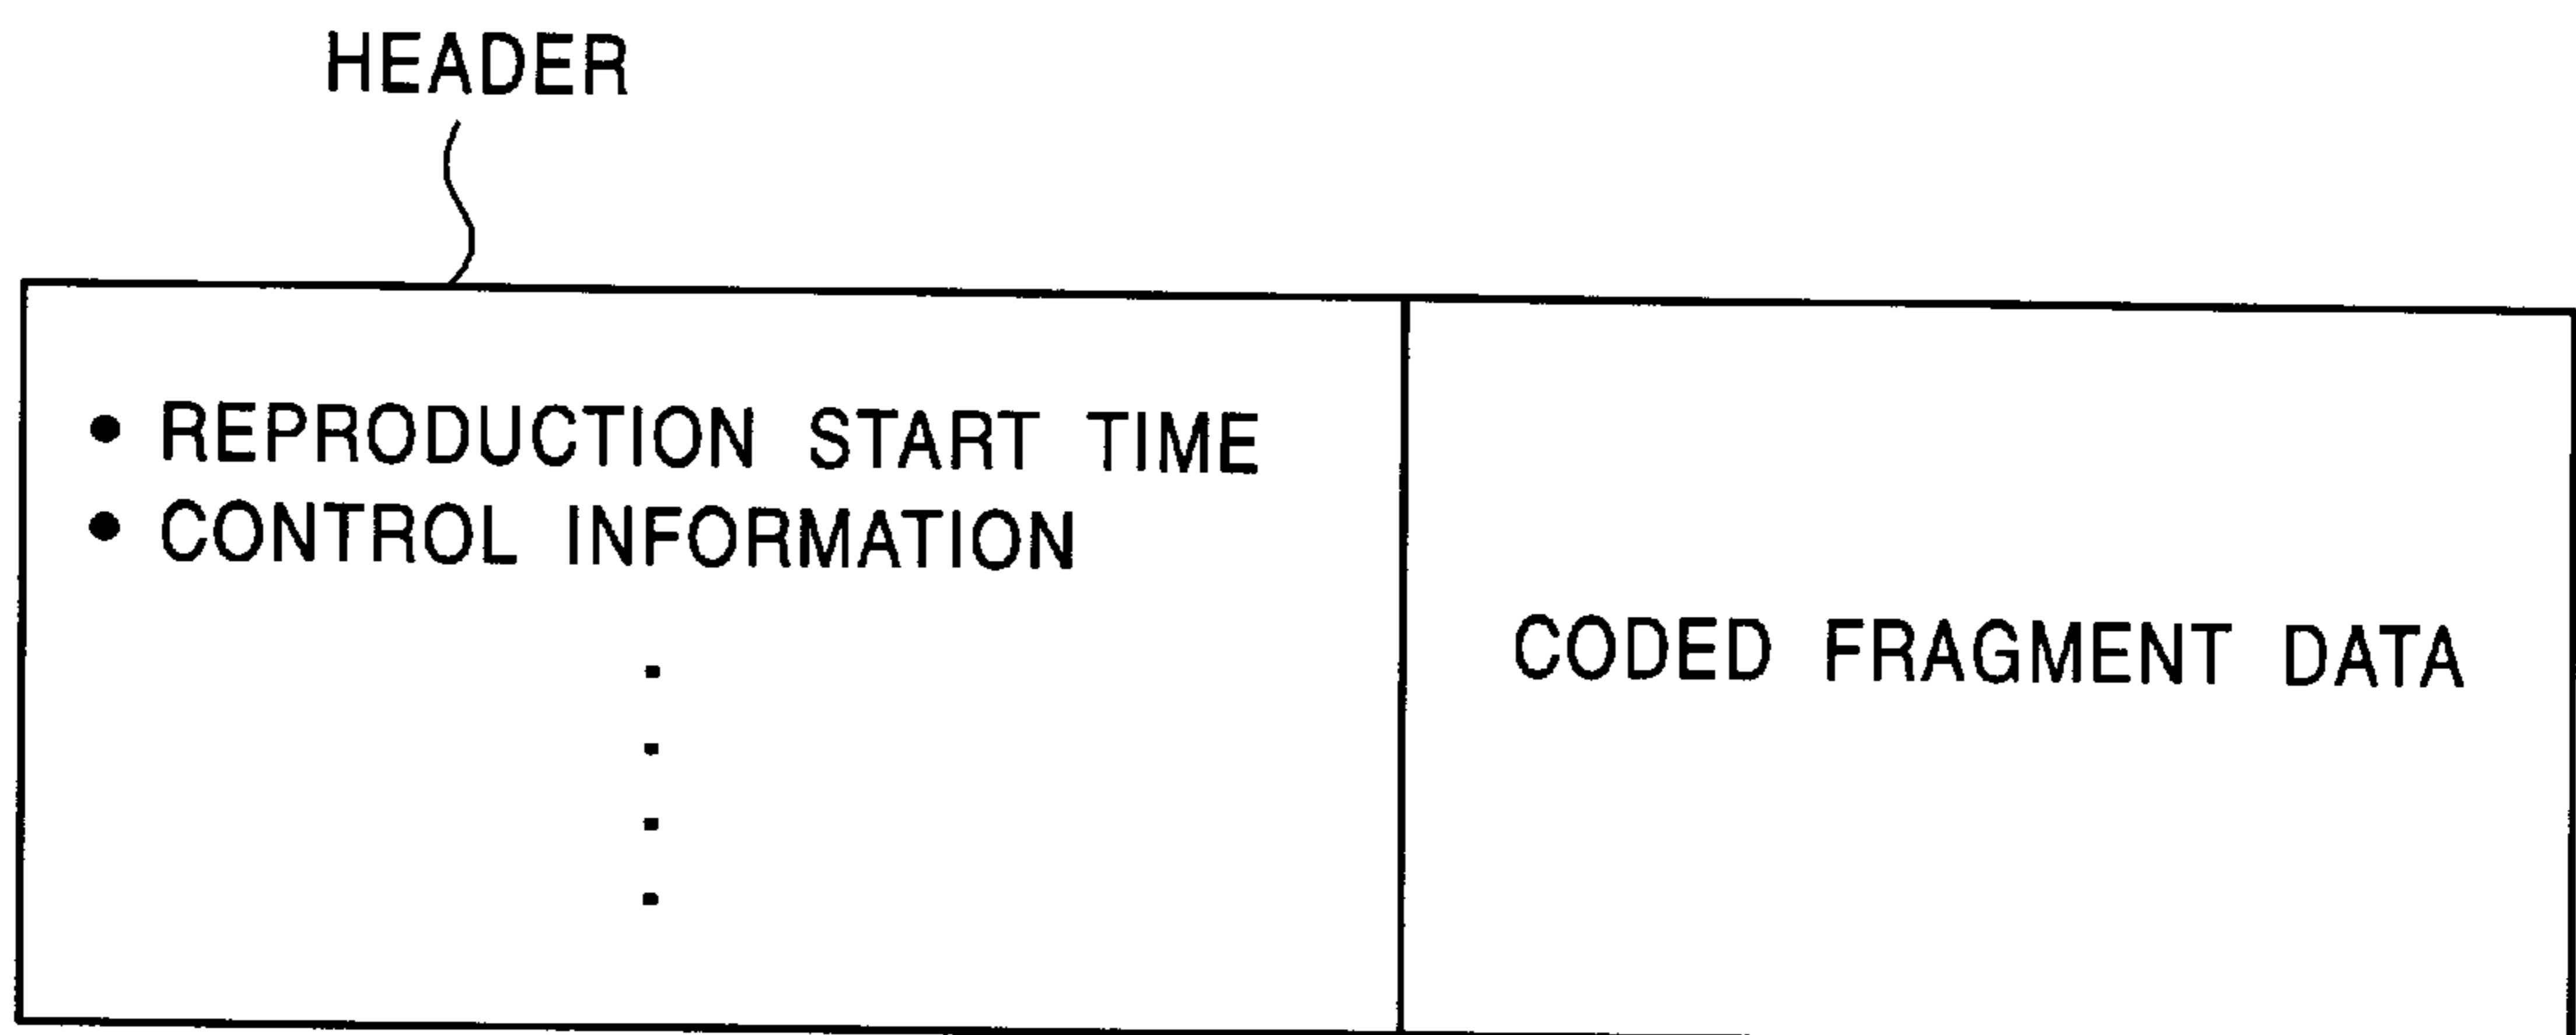 HEADER
• REPRODUCTION START TIME
• CONTROL INFORMATION
CODED FRAGMENT DATA